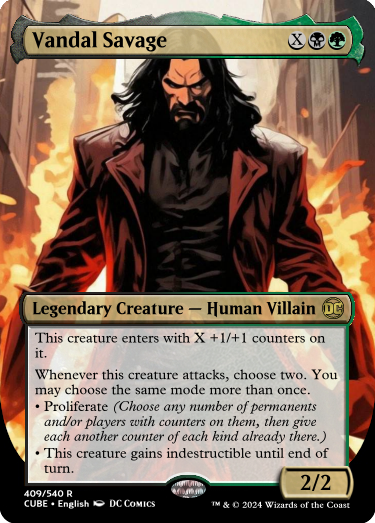 Vandal Savage X
Legendary Creature — Human Villain DC
This creature enters with X +1/+1 counters on
it.
Whenever this creature attacks, choose two. You
may choose the same mode more than once.
• Proliferate (Choose any number of permanents
and/or players with counters on them, then give
each another counter of each kind already there.)
• This creature gains indestructible until end of
turn.
2/2
409/540 R
CUBE • English DC COMICS
™ & © 2024 Wizards of the Coast